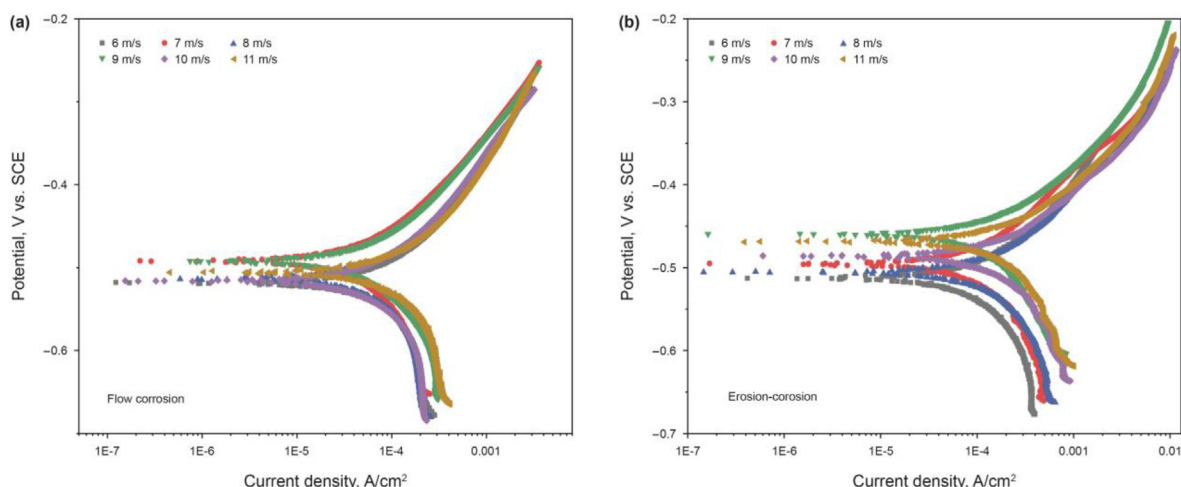 (a)
−0.2
6 m/s 7 m/s 8 m/s
9 m/s 10 m/s 11 m/s
Potential, V vs. SCE
−0.4
−0.6
Flow corrosion
1E-7 1E-6 1E-5 1E-4 0.001
Current density, A/cm²
(b)
−0.2
6 m/s 7 m/s 8 m/s
9 m/s 10 m/s 11 m/s
−0.3
Potential, V vs. SCE
−0.4
−0.5
−0.6
Erosion-corosion
−0.7
1E-7 1E-6 1E-5 1E-4 0.001 0.01
Current density, A/cm²